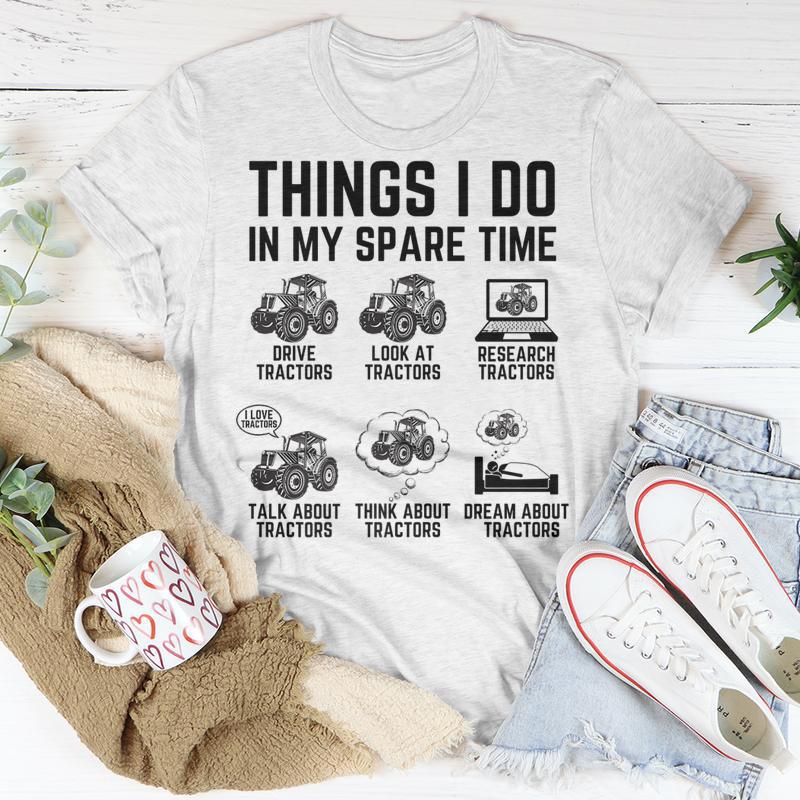 THINGS I DO
IN MY SPARE TIME
DRIVE
TRACTORS
LOOK AT
TRACTORS
RESEARCH
TRACTORS
I LOVE
TRACTORS
TALK ABOUT
TRACTORS
THINK ABOUT
TRACTORS
DREAM ABOUT
TRACTORS